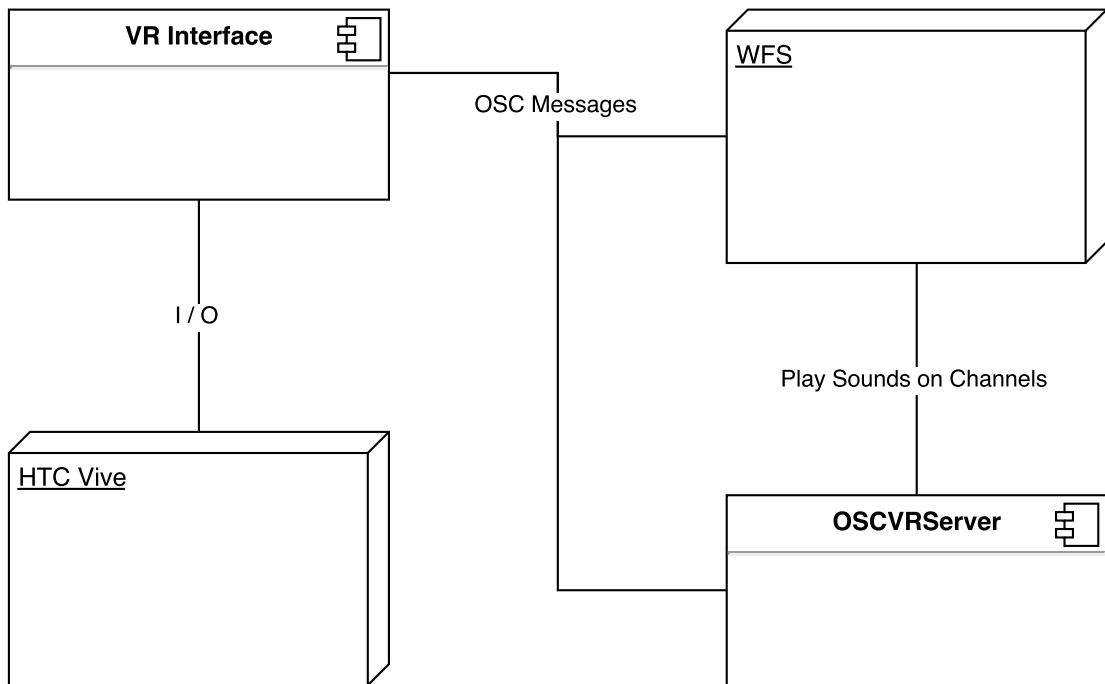 VR Interface
WFS
OSC Messages
I / O
Play Sounds on Channels
HTC Vive
OSCVRServer